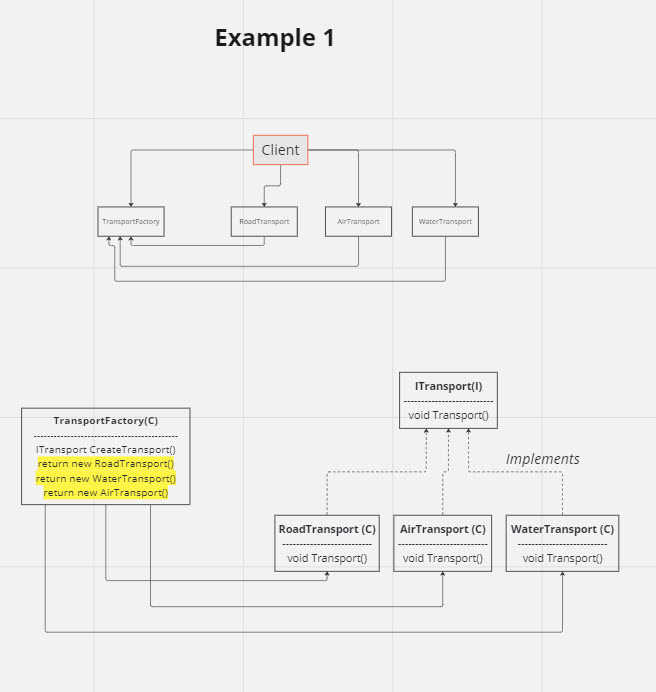 Example 1
Client
TransportFactory
RoadTransport
AirTransport
WaterTransport
ITransport(I)
void Transport()
TransportFactory(C)
ITransport CreateTransport()
return new RoadTransport()
return new WaterTransport()
return new AirTransport()
Implements
RoadTransport (C)
void Transport()
AirTransport (C)
void Transport()
WaterTransport (C)
void Transport()